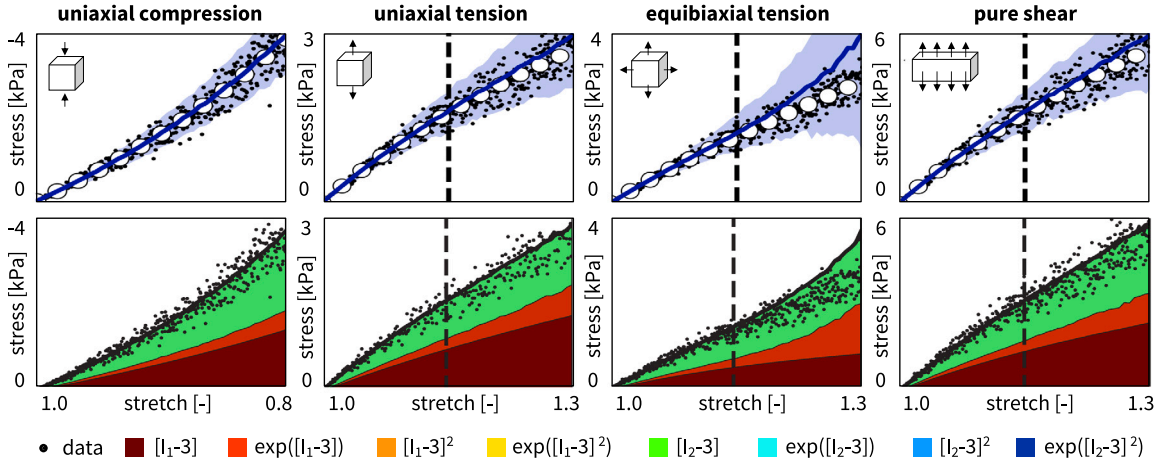 uniaxial compression
uniaxial tension
equibiaxial tension
pure shear
-4
stress [kPa]
0
3
stress [kPa]
0
4
stress [kPa]
0
6
stress [kPa]
0
-4
stress [kPa]
0
3
stress [kPa]
0
4
stress [kPa]
0
6
stress [kPa]
0
1.0 stretch [-] 0.8
1.0 stretch [-] 1.3
1.0 stretch [-] 1.3
1.0 stretch [-] 1.3
data [I₁-3] exp([I₁-3]) [I₁-3]² exp([I₁-3]²) [I₂-3] exp([I₂-3]) [I₂-3]² exp([I₂-3]²)